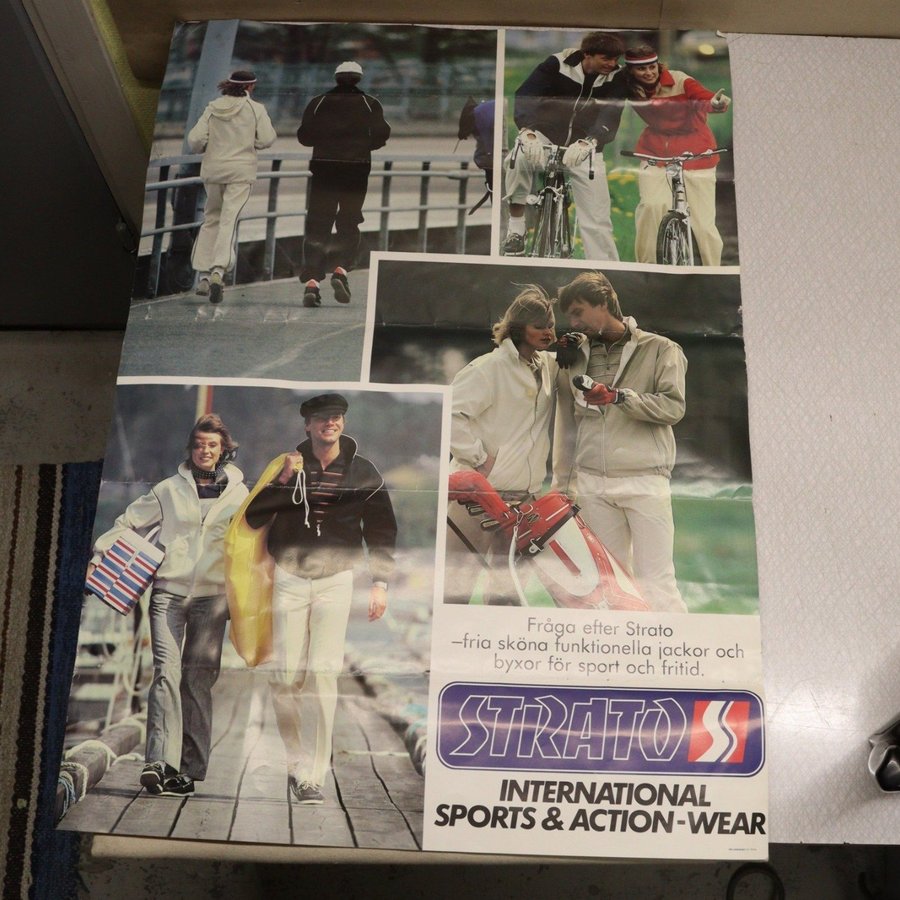 Fråga efter Strato
–fria sköna funktionella jackor och
byxor för sport och fritid.
STRATO
INTERNATIONAL
SPORTS & ACTION-WEAR